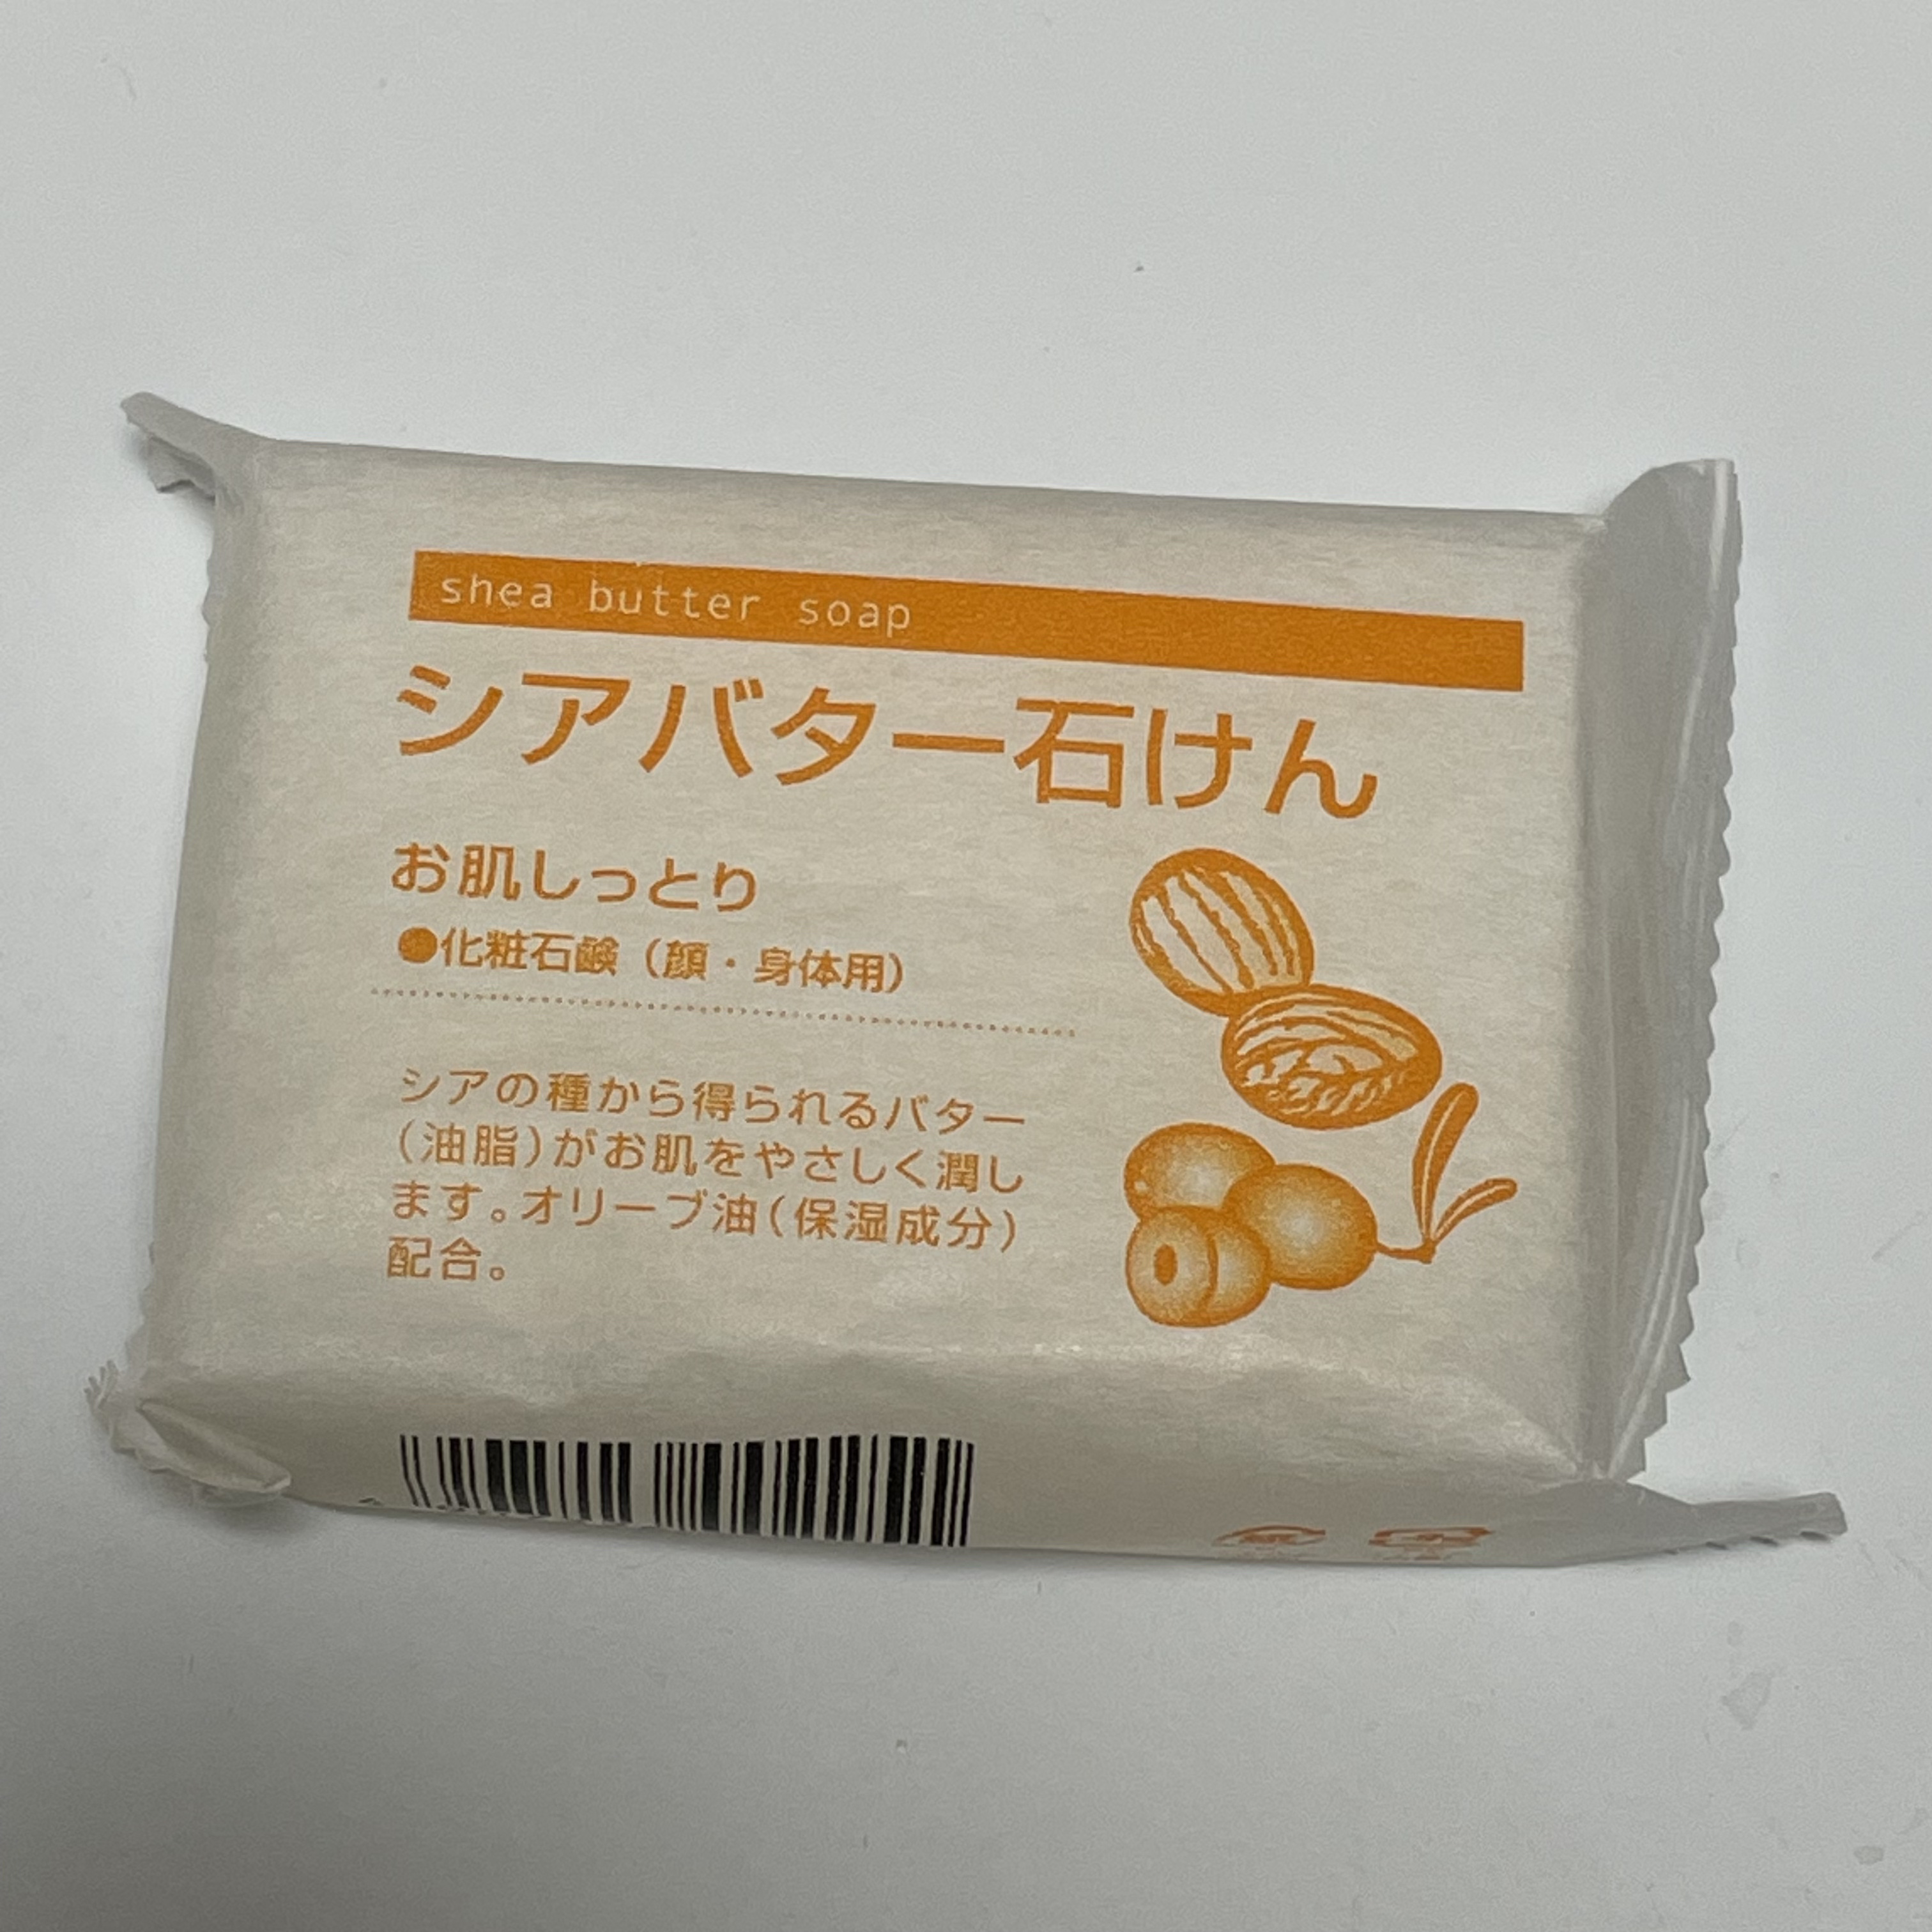 shea butter soap
シアバター石けん
お肌しっとり
●化粧石鹸（顔・身体用）
シアの種から得られるバター
（油脂）がお肌をやさしく潤し
ます。オリーブ油（保湿成分）
配合。